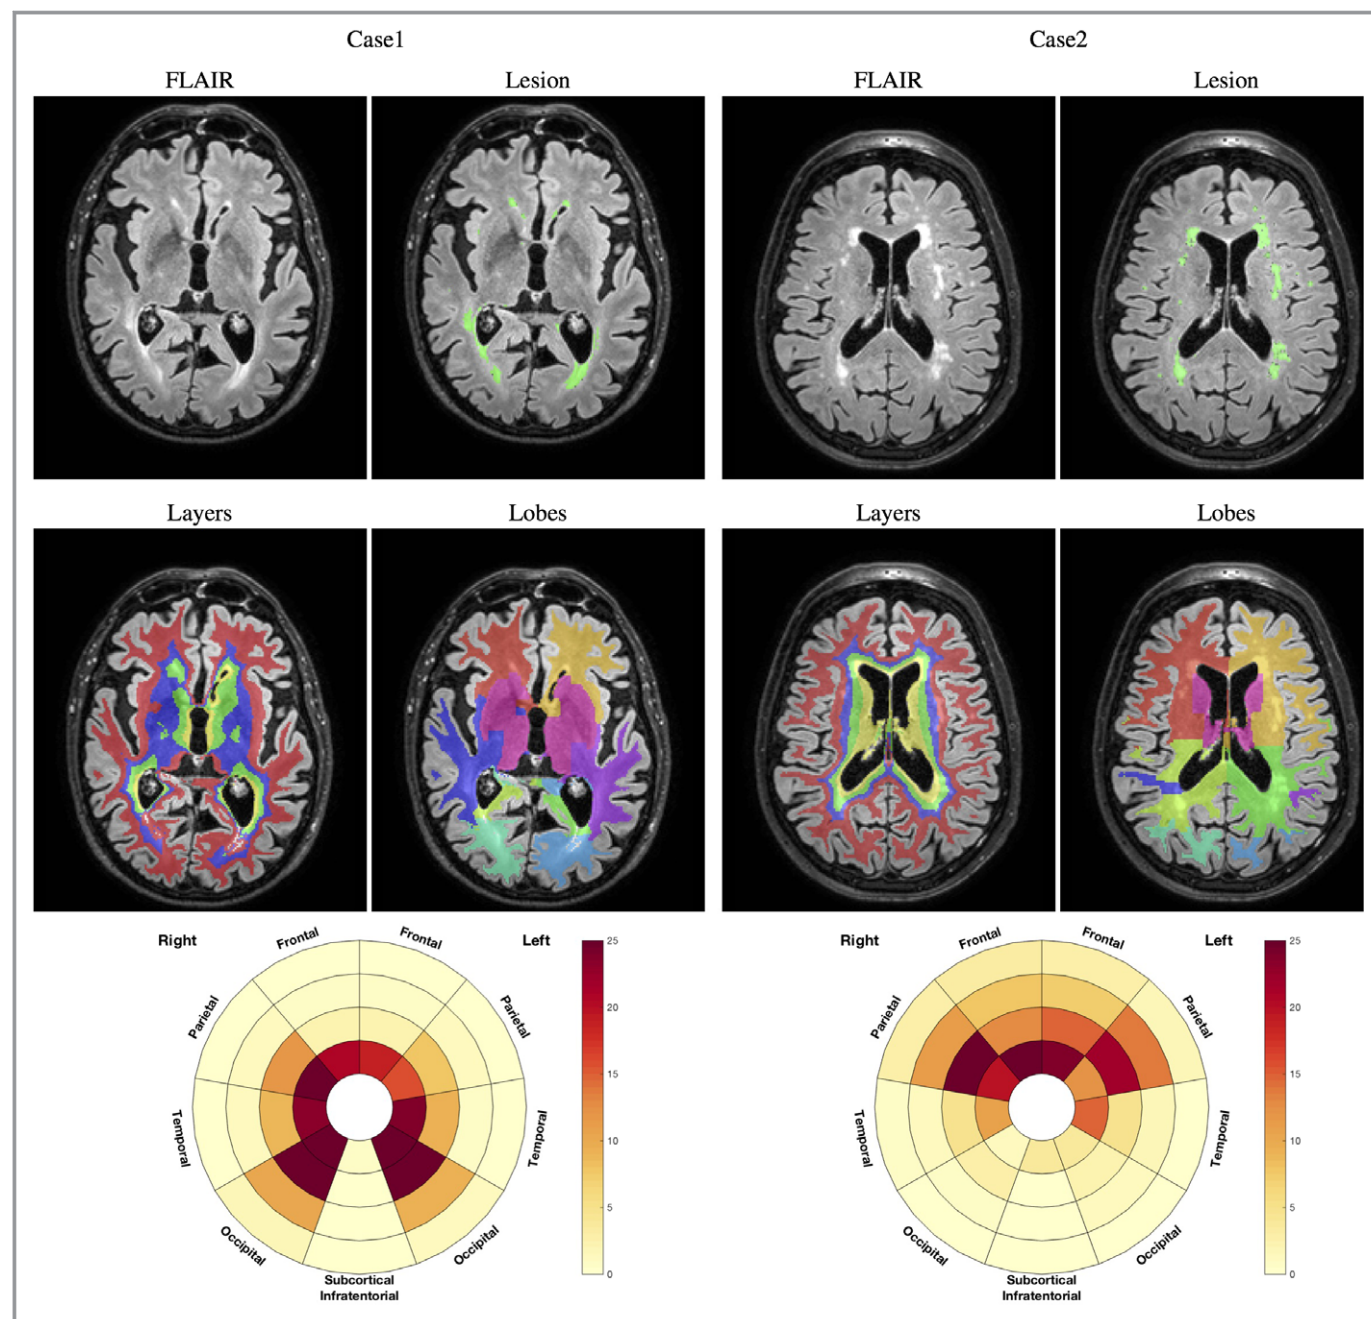 Case1
Case2
FLAIR
Lesion
FLAIR
Lesion
Layers
Lobes
Layers
Lobes
Right
Frontal
Frontal
Left
Parietal
Parietal
Temporal
Temporal
Occipital
Occipital
Subcortical
Infratentorial
25
20
15
10
5
0
Right
Frontal
Frontal
Left
Parietal
Parietal
Temporal
Temporal
Occipital
Occipital
Subcortical
Infratentorial
25
20
15
10
5
0